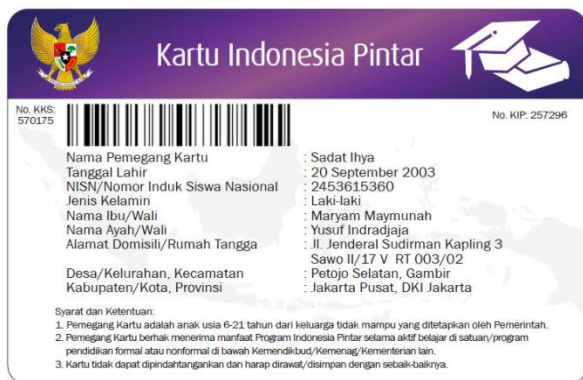 Kartu Indonesia Pintar
No. KKS:
570175
No. KIP: 257296
Nama Pemegang Kartu : Sadat Ihya
Tanggal Lahir : 20 September 2003
NISN/Nomor Induk Siswa Nasional : 2453615360
Jenis Kelamin : Laki-laki
Nama Ibu/Wali : Maryam Maymunah
Nama Ayah/Wali : Yusuf Indradjaja
Alamat Domisili/Rumah Tangga : Jl. Jenderal Sudirman Kapling 3
Sawo II/17 V RT 003/02
Desa/Kelurahan, Kecamatan : Petojo Selatan, Gambir
Kabupaten/Kota, Provinsi : Jakarta Pusat, DKI Jakarta
Syarat dan Ketentuan:
1. Pemegang Kartu adalah anak usia 6-21 tahun dari keluarga tidak mampu yang ditetapkan oleh Pemerintah.
2. Pemegang Kartu berhak menerima manfaat Program Indonesia Pintar selama aktif belajar di satuan/program
pendidikan formal atau nonformal di bawah Kemendikbud/Kemenag/Kementerian lain.
3. Kartu tidak dapat dipindahtangankan dan harap dirawat/disimpan dengan sebaik-baiknya.